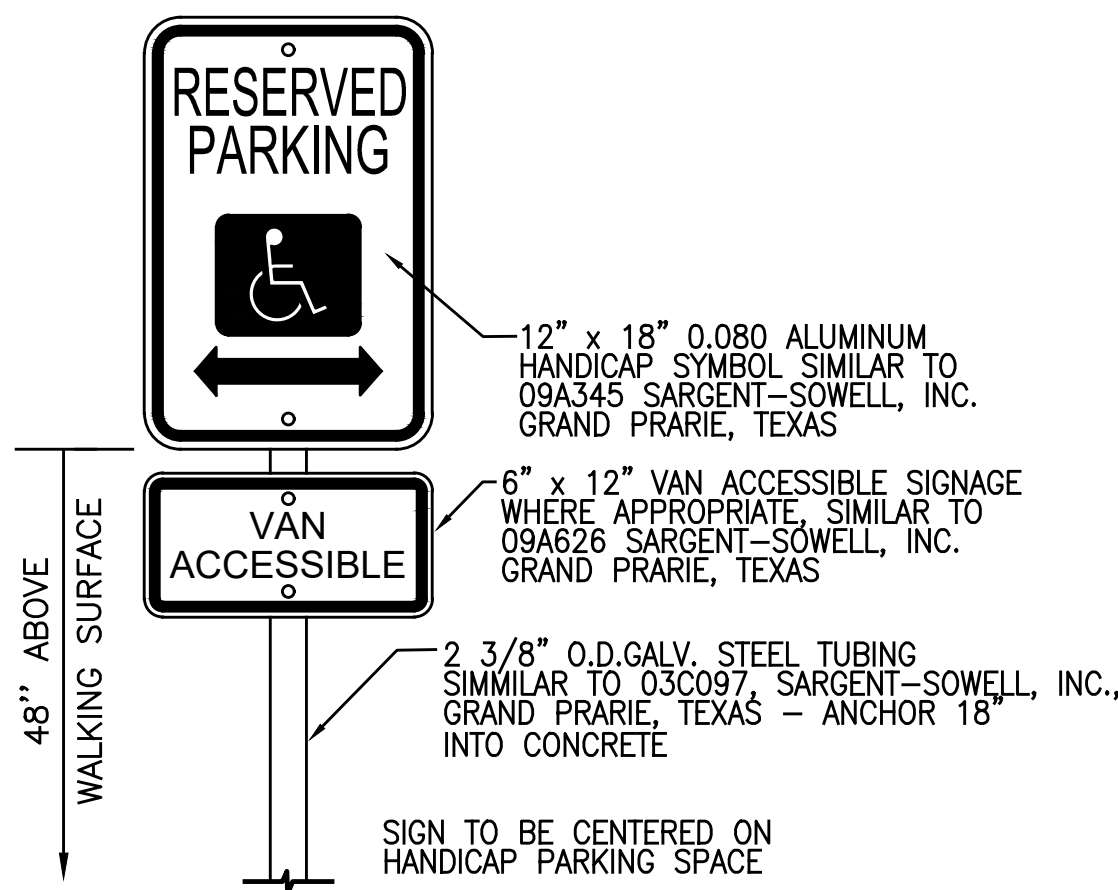 RESERVED
PARKING
12” x 18” 0.080 ALUMINUM
HANDICAP SYMBOL SIMILAR TO
09A345 SARGENT–SOWELL, INC.
GRAND PRARIE, TEXAS
VAN
ACCESSIBLE
6” x 12” VAN ACCESSIBLE SIGNAGE
WHERE APPROPRIATE, SIMILAR TO
09A626 SARGENT–SOWELL, INC.
GRAND PRARIE, TEXAS
48” ABOVE
WALKING SURFACE
2 3/8” O.D.GALV. STEEL TUBING
SIMMILAR TO 03C097, SARGENT–SOWELL, INC.,
GRAND PRARIE, TEXAS – ANCHOR 18”
INTO CONCRETE
SIGN TO BE CENTERED ON
HANDICAP PARKING SPACE